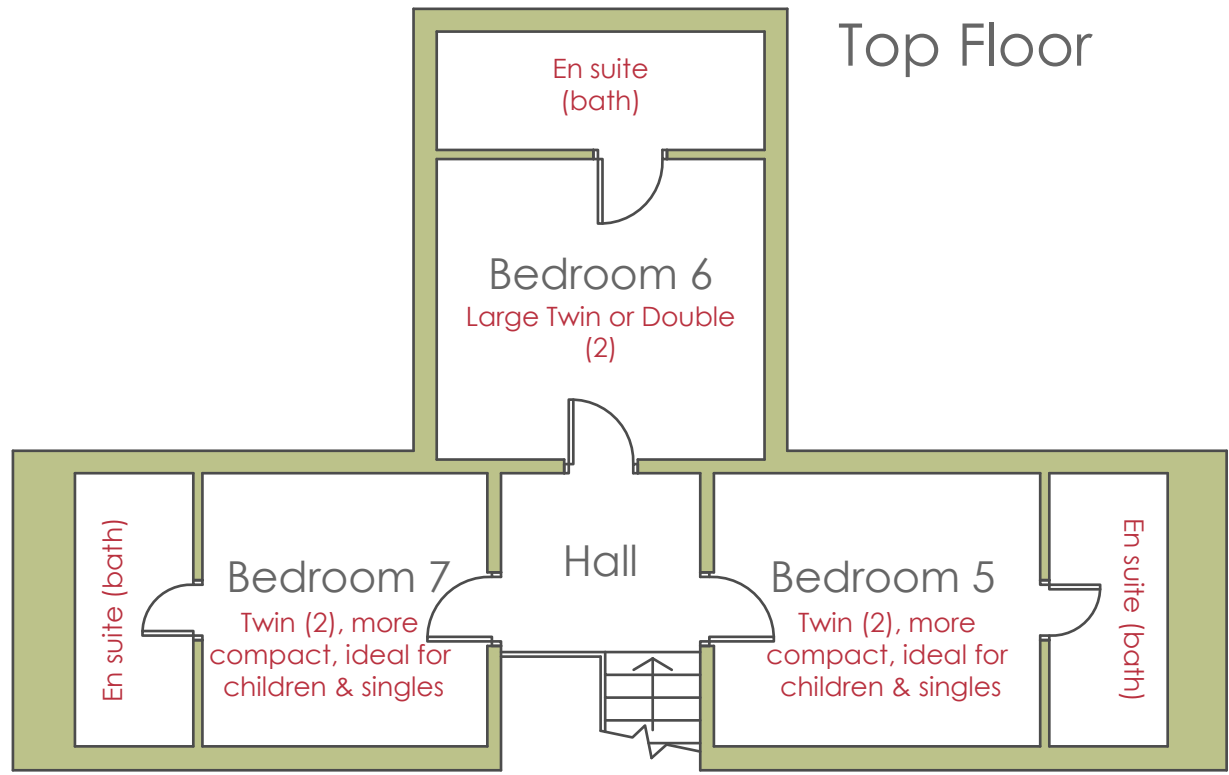 Top Floor
En suite
(bath)
Bedroom 6
Large Twin or Double
(2)
En suite (bath)
Bedroom 7
Twin (2), more
compact, ideal for
children & singles
Hall
Bedroom 5
Twin (2), more
compact, ideal for
children & singles
En suite (bath)